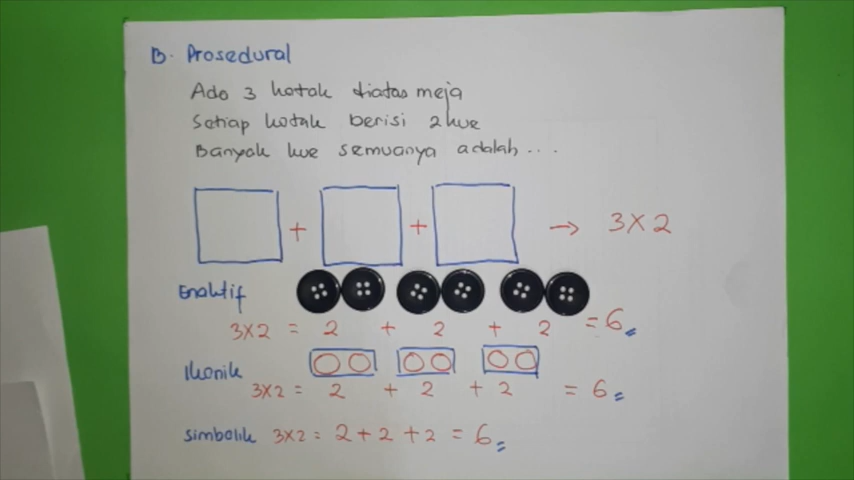 B. Prosedural
Ada 3 kotak diatas meja
Setiap kotak berisi 2 kue
Banyak kue semuanya adalah ...
+ + → 3 x 2
Enaktif
3x2 = 2 + 2 + 2 = 6
Ikonik
3x2 = 2 + 2 + 2 = 6
Simbolik 3x2 = 2 + 2 + 2 = 6